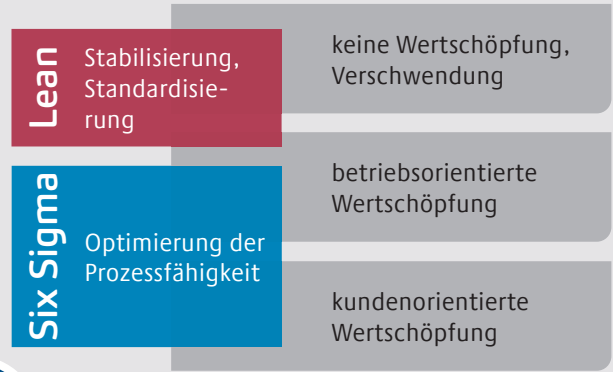 Lean
Stabilisierung,
Standardisie-
rung
keine Wertschöpfung,
Verschwendung
Six Sigma
Optimierung der
Prozessfähigkeit
betriebsorientierte
Wertschöpfung
kundenorientierte
Wertschöpfung